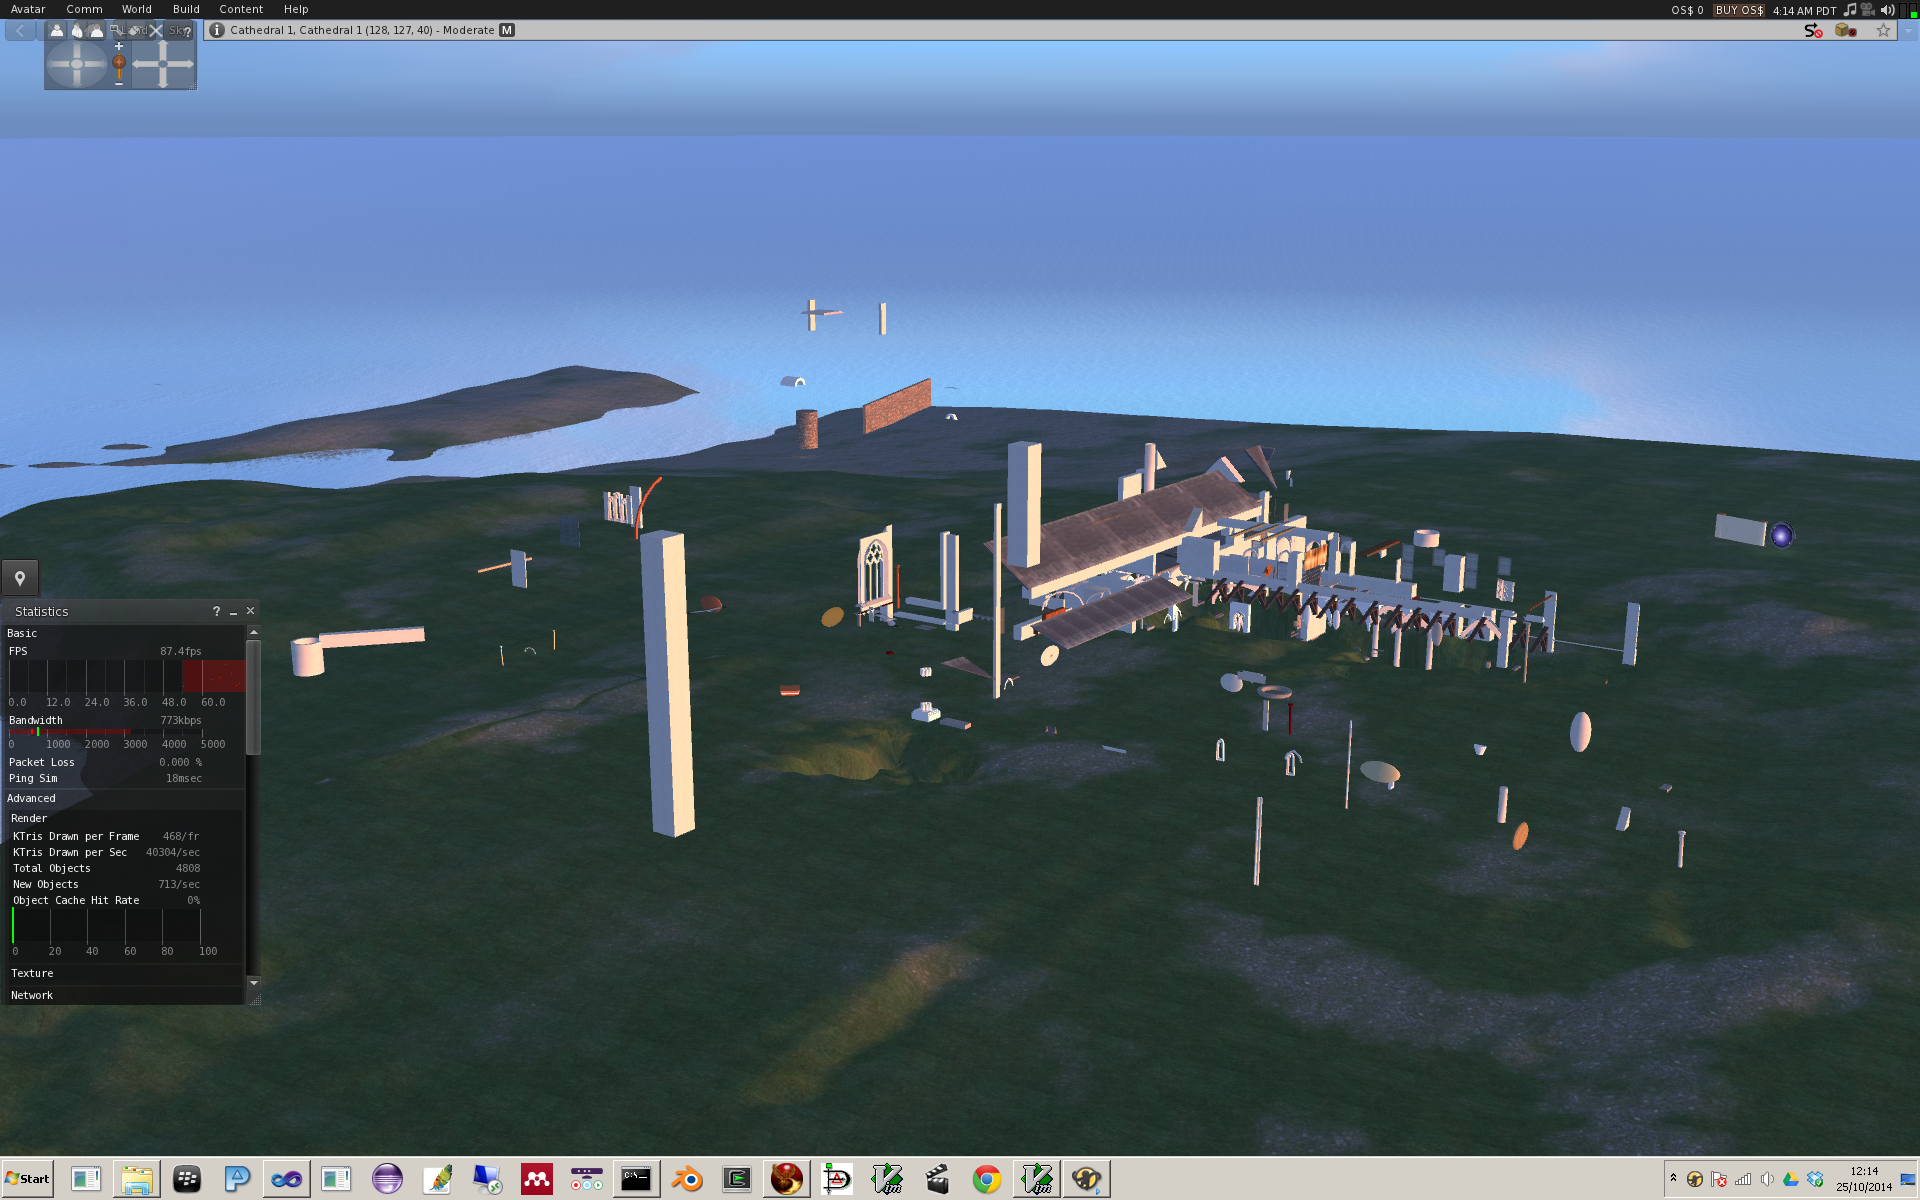 Avatar Comm World Build Content Help
OS$ 0 BUY OS$ 4:14 AM PDT
Cathedral 1, Cathedral 1 (128, 127, 40) - Moderate M
Statistics ? _ ×
Basic
FPS 87.4fps
0.0 12.0 24.0 36.0 48.0 60.0
Bandwidth 773kbps
0 1000 2000 3000 4000 5000
Packet Loss 0.000 %
Ping Sim 18msec
Advanced
Render
KTris Drawn per Frame 468/fr
KTris Drawn per Sec 40304/sec
Total Objects 4808
New Objects 713/sec
Object Cache Hit Rate 0%
0 20 40 60 80 100
Texture
Network
Start
C:\_
12:14
25/10/2014